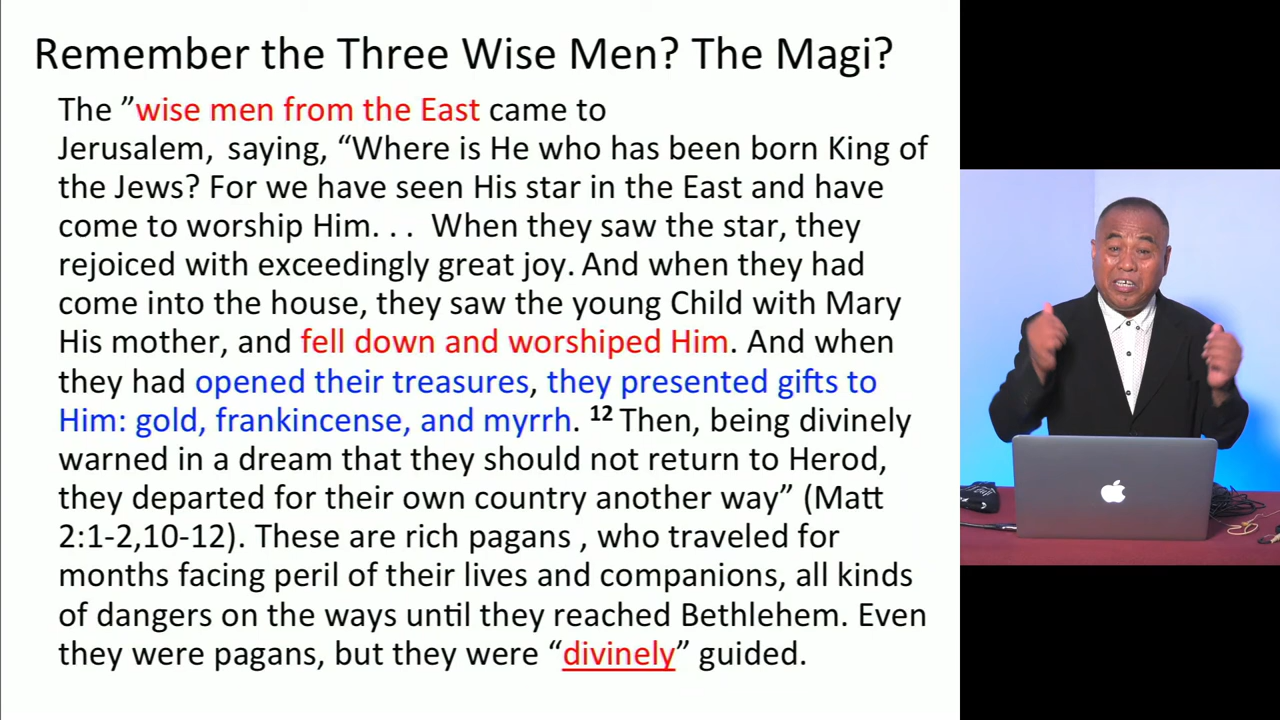 Remember the Three Wise Men? The Magi?
The ”wise men from the East came to
Jerusalem, saying, “Where is He who has been born King of
the Jews? For we have seen His star in the East and have
come to worship Him. . . When they saw the star, they
rejoiced with exceedingly great joy. And when they had
come into the house, they saw the young Child with Mary
His mother, and fell down and worshiped Him. And when
they had opened their treasures, they presented gifts to
Him: gold, frankincense, and myrrh. 12 Then, being divinely
warned in a dream that they should not return to Herod,
they departed for their own country another way” (Matt
2:1-2,10-12). These are rich pagans , who traveled for
months facing peril of their lives and companions, all kinds
of dangers on the ways until they reached Bethlehem. Even
they were pagans, but they were “divinely” guided.